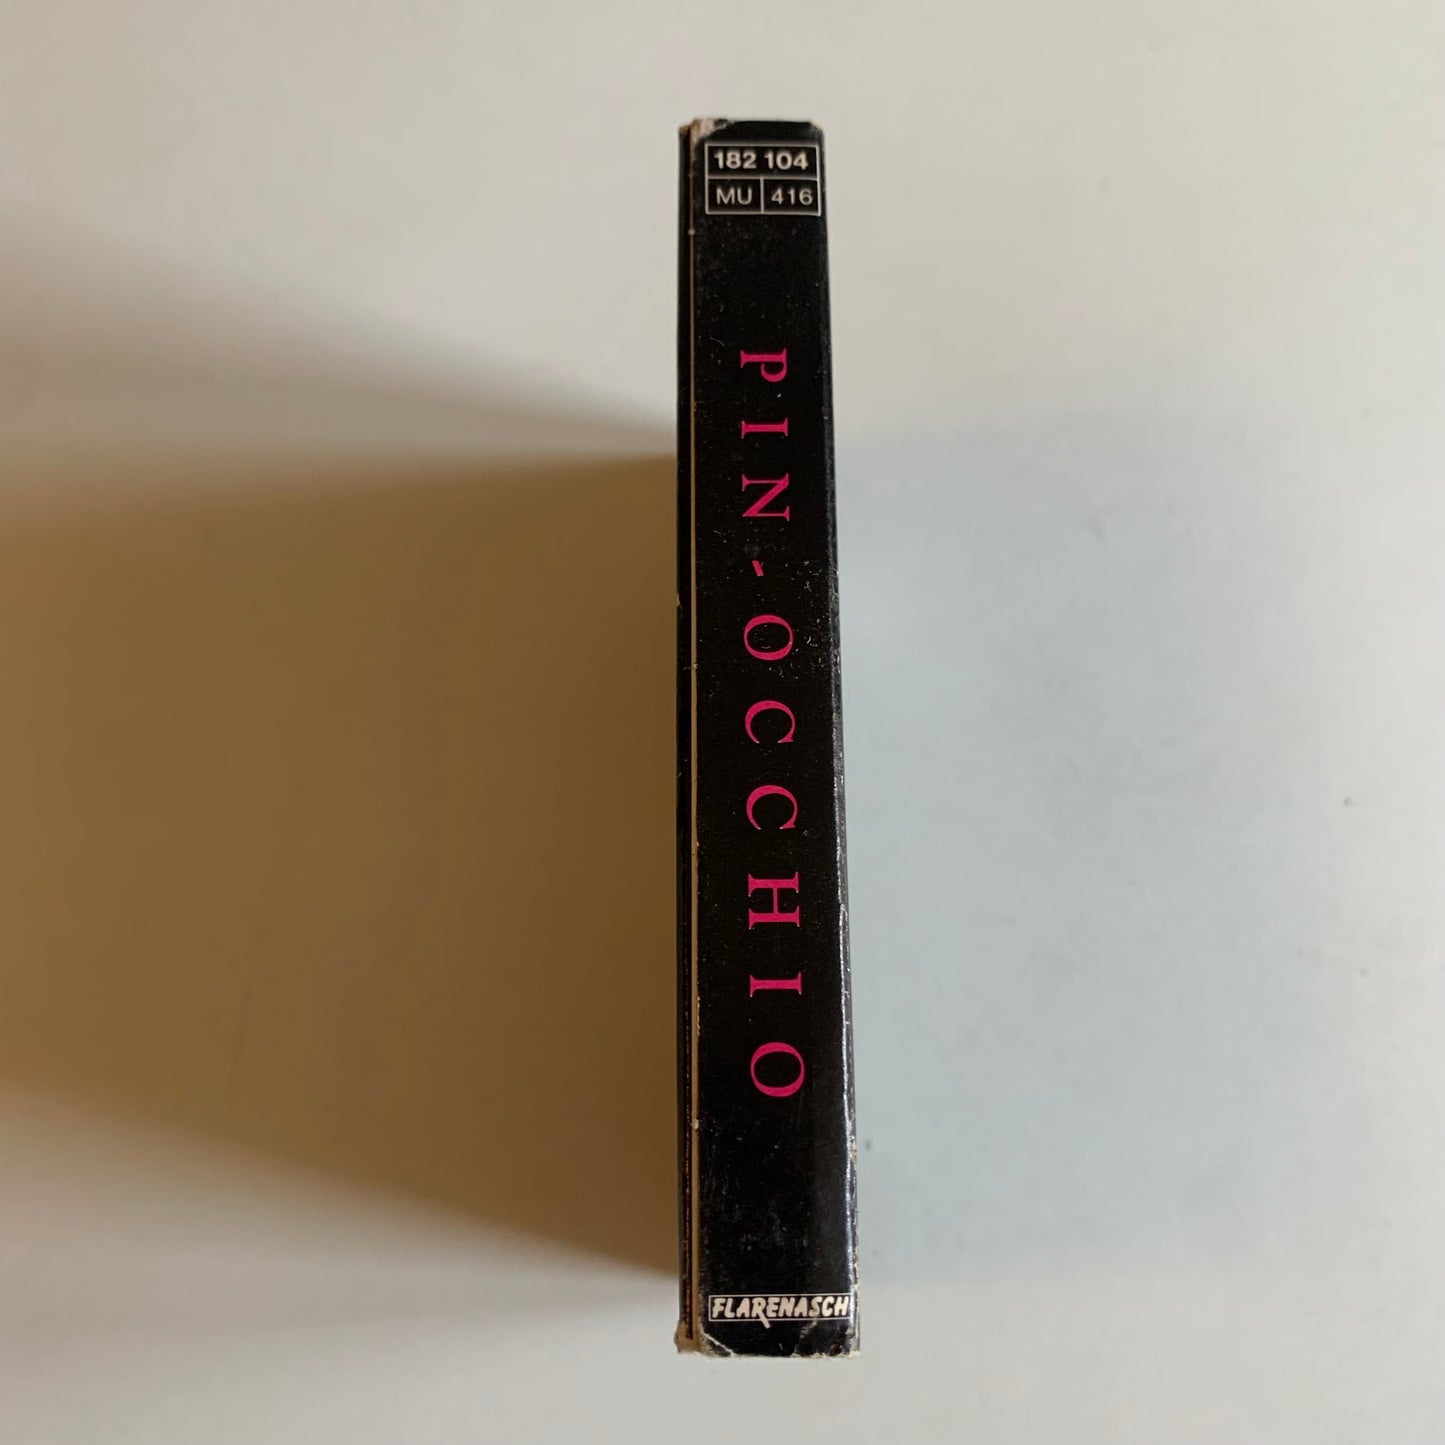 182 104
MU 416
PIN-OCCHIO
FLARENASCH